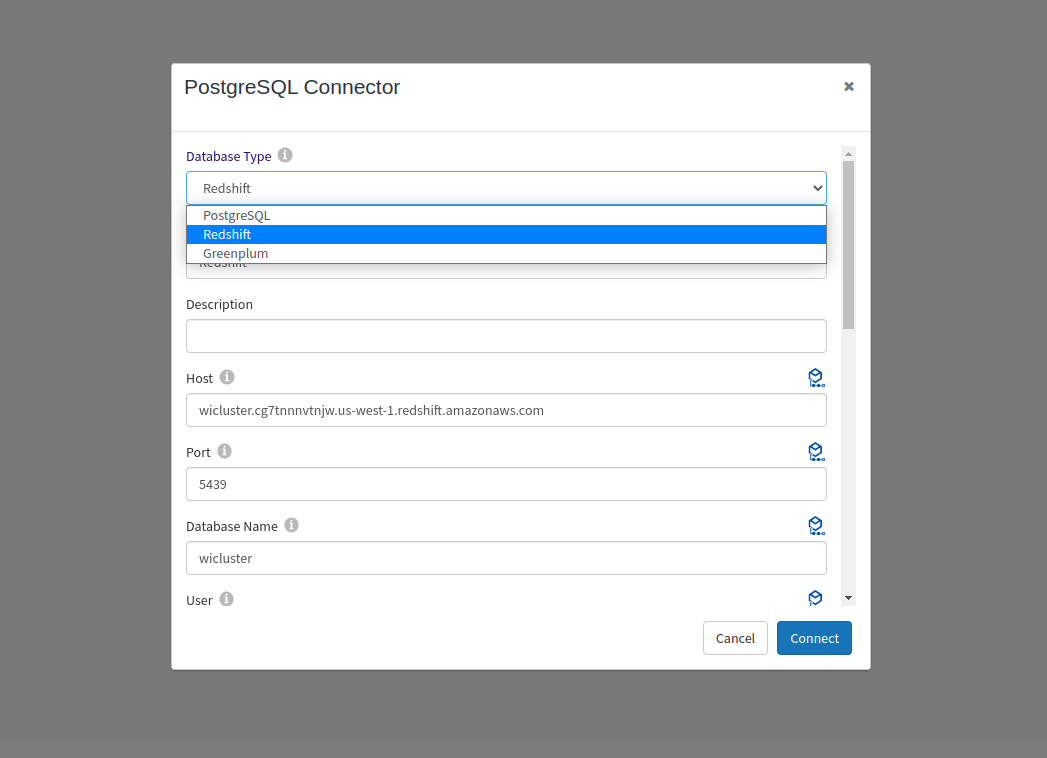 PostgreSQL Connector
Database Type
Redshift
PostgreSQL
Redshift
Greenplum
Redshift
Description
Host
wicluster.cg7tnnnvtnjw.us-west-1.redshift.amazonaws.com
Port
5439
Database Name
wicluster
User
Cancel Connect